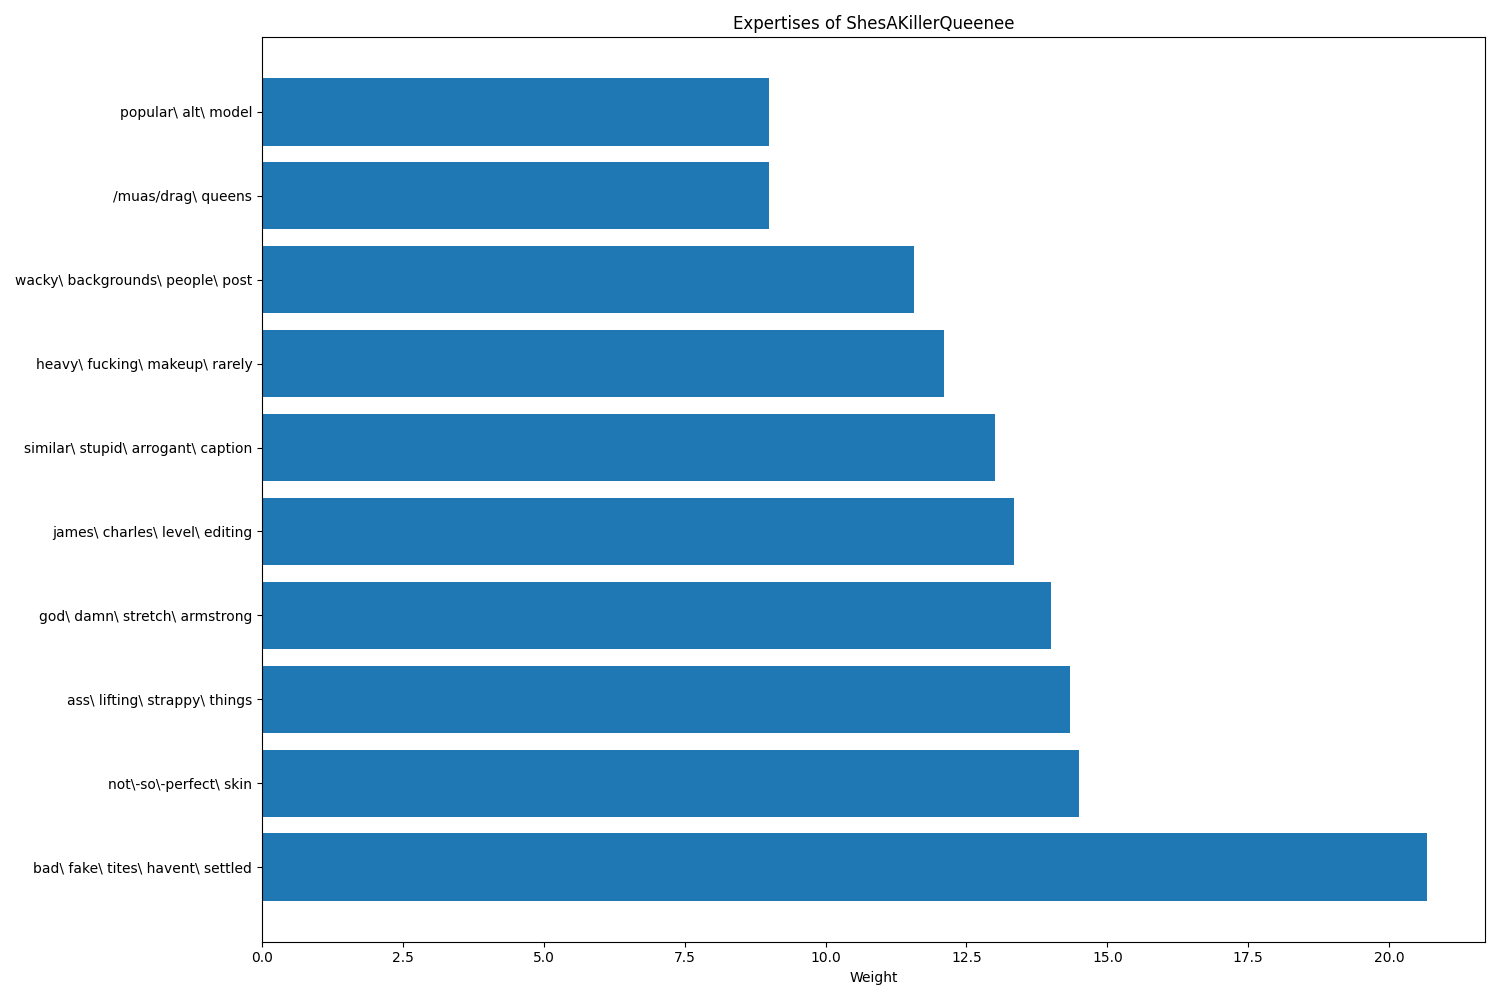 Expertises of ShesAKillerQueenee
popular\ alt\ model
/muas/drag\ queens
wacky\ backgrounds\ people\ post
heavy\ fucking\ makeup\ rarely
similar\ stupid\ arrogant\ caption
james\ charles\ level\ editing
god\ damn\ stretch\ armstrong
ass\ lifting\ strappy\ things
not\-so\-perfect\ skin
bad\ fake\ tites\ havent\ settled
0.0 2.5 5.0 7.5 10.0 12.5 15.0 17.5 20.0
Weight